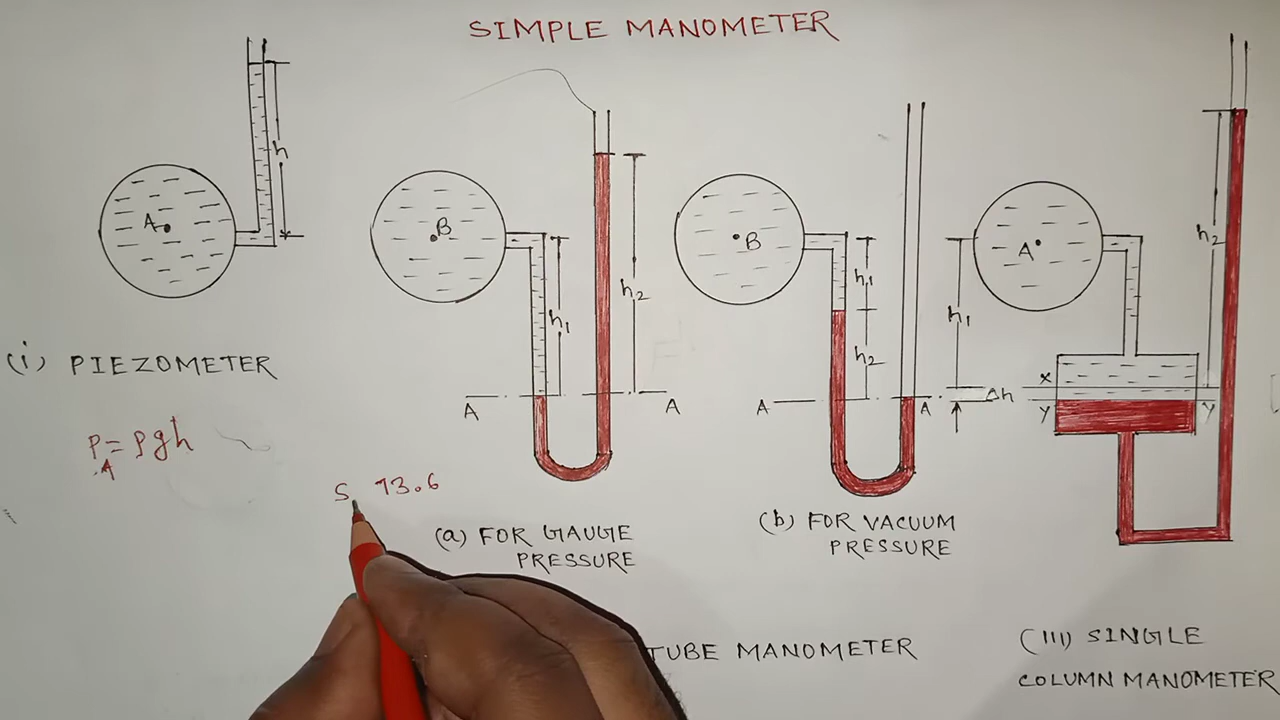 SIMPLE MANOMETER
h
A
(i) PIEZOMETER
P = ρgh
A
B
h₁
h₂
A
A
S 13.6
(a) FOR GAUGE
PRESSURE
B
h₁
h₂
A
A
(b) FOR VACUUM
PRESSURE
TUBE MANOMETER
A
h₁
h₂
Δh
X
Y
Y
(III) SINGLE
COLUMN MANOMETER